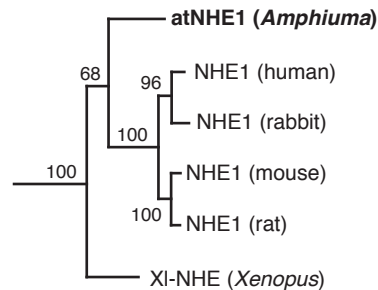 atNHE1 (Amphiuma)
68
NHE1 (human)
96
NHE1 (rabbit)
100
NHE1 (mouse)
100
NHE1 (rat)
100
Xl-NHE (Xenopus)